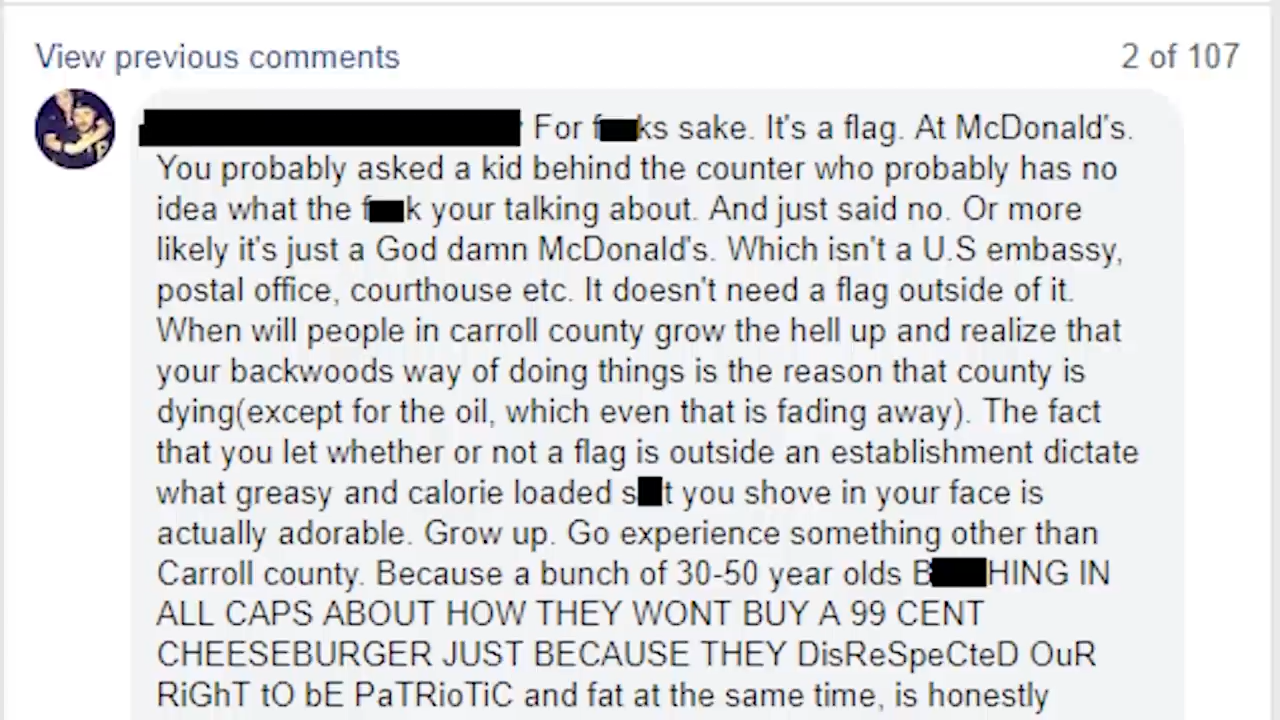 View previous comments
2 of 107
For f ks sake. It's a flag. At McDonald's.
You probably asked a kid behind the counter who probably has no
idea what the f k your talking about. And just said no. Or more
likely it's just a God damn McDonald's. Which isn't a U.S embassy,
postal office, courthouse etc. It doesn't need a flag outside of it.
When will people in carroll county grow the hell up and realize that
your backwoods way of doing things is the reason that county is
dying(except for the oil, which even that is fading away). The fact
that you let whether or not a flag is outside an establishment dictate
what greasy and calorie loaded s t you shove in your face is
actually adorable. Grow up. Go experience something other than
Carroll county. Because a bunch of 30-50 year olds B HING IN
ALL CAPS ABOUT HOW THEY WONT BUY A 99 CENT
CHEESEBURGER JUST BECAUSE THEY DisReSpeCteD OuR
RiGhT tO bE PaTRioTiC and fat at the same time, is honestly